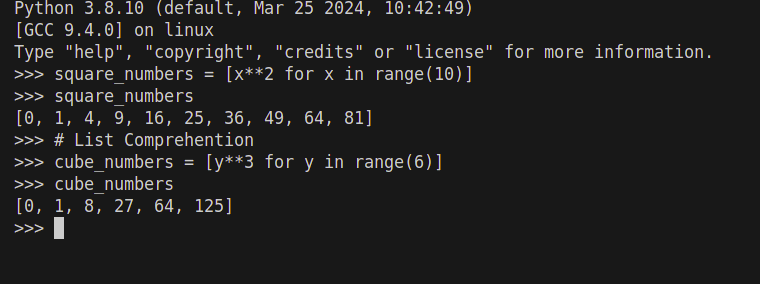 Python 3.8.10 (default, Mar 25 2024, 10:42:49)
[GCC 9.4.0] on linux
Type "help", "copyright", "credits" or "license" for more information.
>>> square_numbers = [x**2 for x in range(10)]
>>> square_numbers
[0, 1, 4, 9, 16, 25, 36, 49, 64, 81]
>>> # List Comprehention
>>> cube_numbers = [y**3 for y in range(6)]
>>> cube_numbers
[0, 1, 8, 27, 64, 125]
>>>